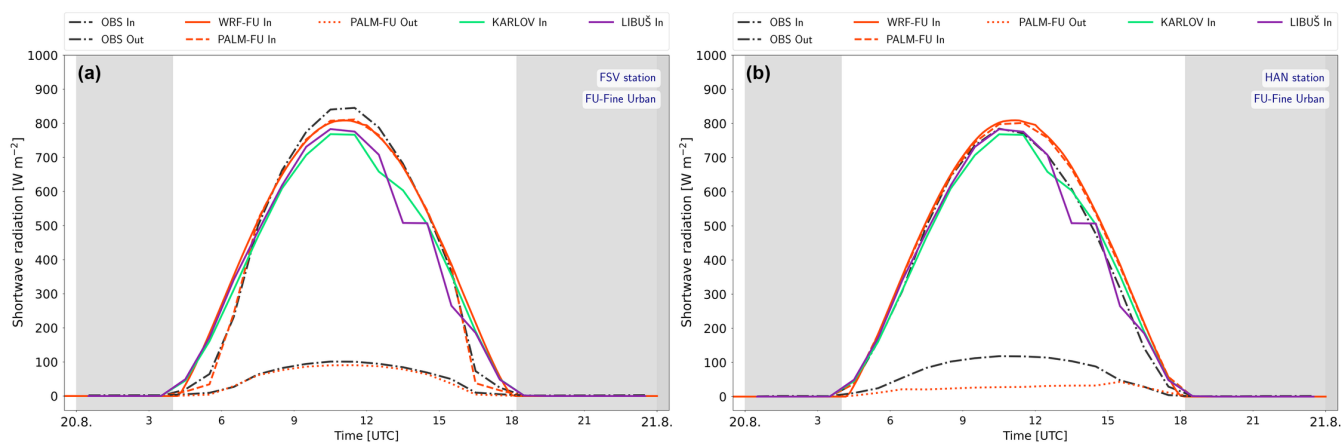 OBS In WRF-FU In PALM-FU Out KARLOV In LIBUŠ In
OBS Out PALM-FU In
(a)
FSV station
FU-Fine Urban
Shortwave radiation [W m−2]
1000
900
800
700
600
500
400
300
200
100
0
20.8. 3 6 9 12 15 18 21 21.8.
Time [UTC]
OBS In WRF-FU In PALM-FU Out KARLOV In LIBUŠ In
OBS Out PALM-FU In
(b)
HAN station
FU-Fine Urban
Shortwave radiation [W m−2]
1000
900
800
700
600
500
400
300
200
100
0
20.8. 3 6 9 12 15 18 21 21.8.
Time [UTC]